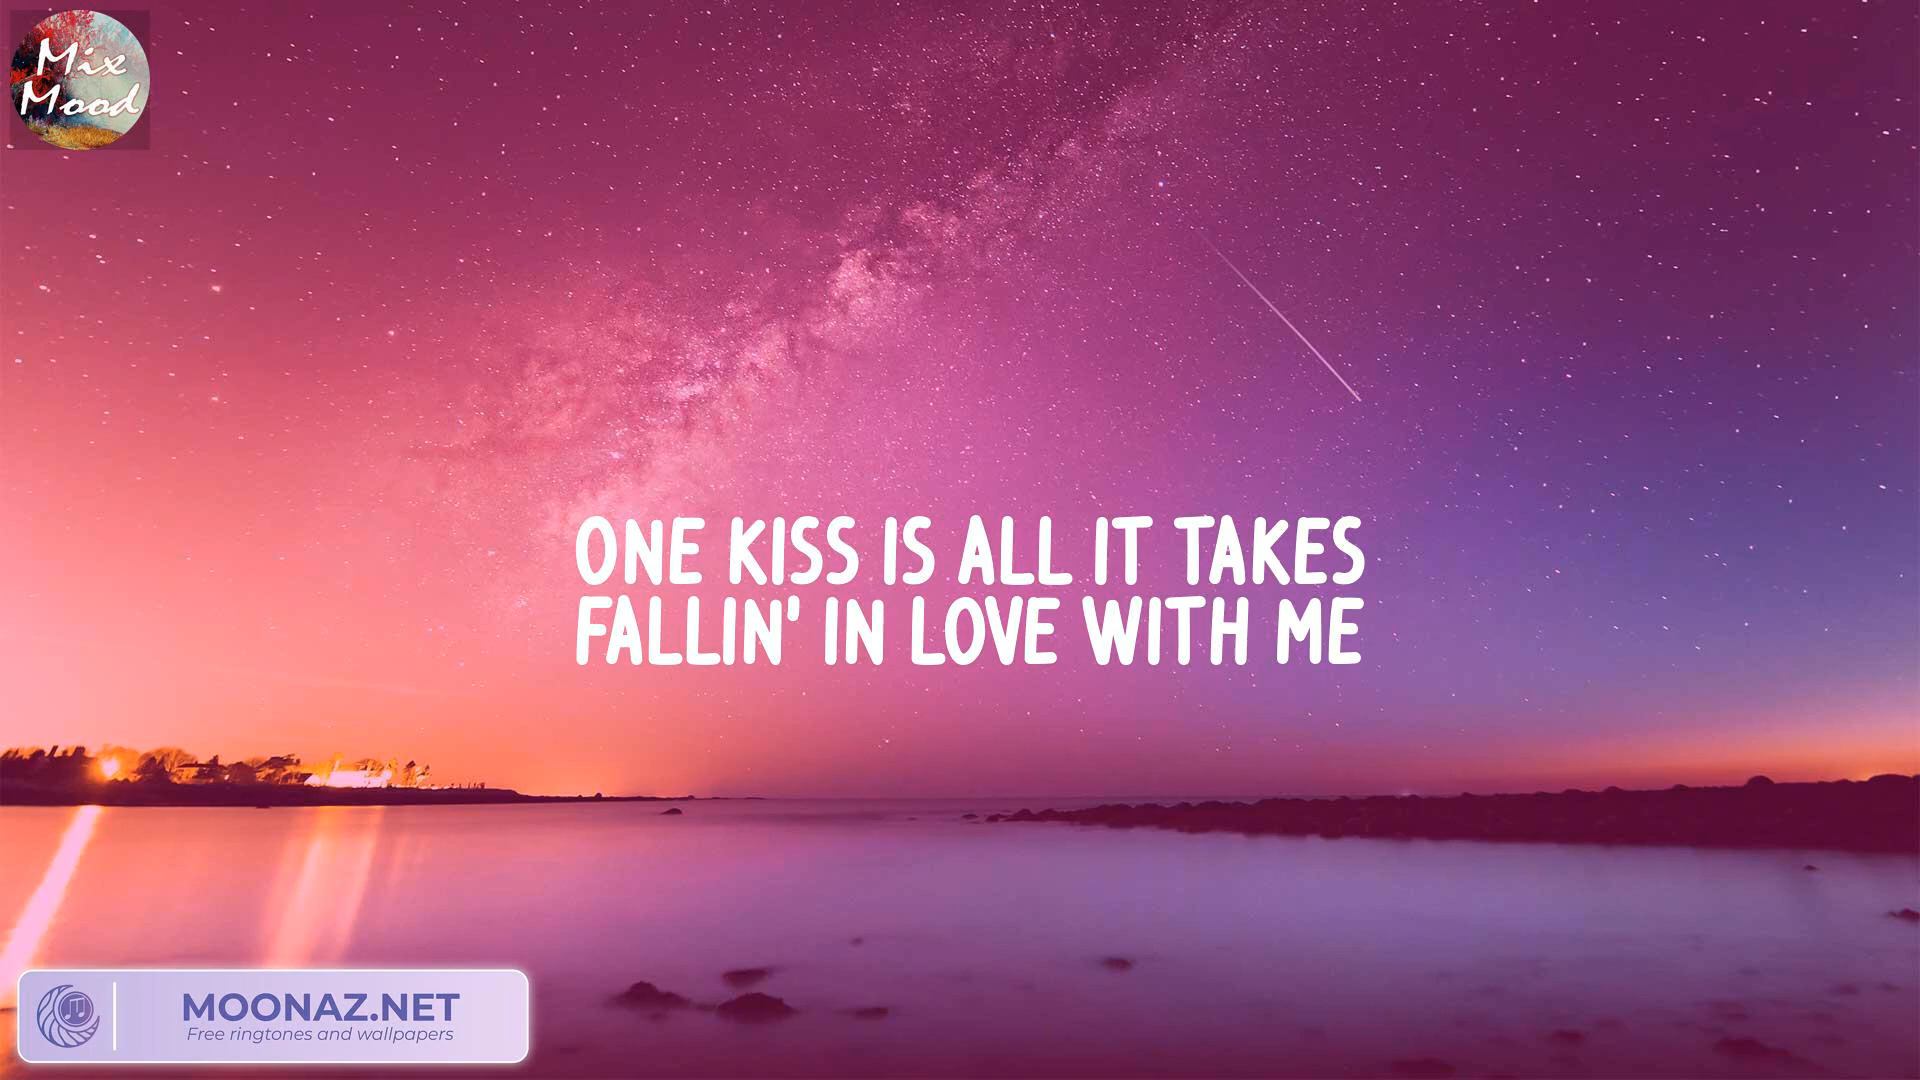 Mix
Mood
ONE KISS IS ALL IT TAKES
FALLIN' IN LOVE WITH ME
MOONAZ.NET
Free ringtones and wallpapers